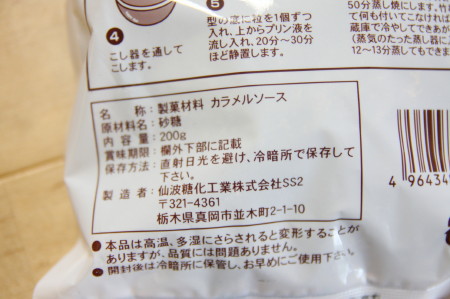 ④
こし器を通して
こします。
⑤
型の底に粒を1個ずつ
入れ、上からプリン液を
流し入れ、20分〜30分
ほど静置します。
50分蒸し焼にします。
て何も付いてこなければ
蔵庫で冷やしてできあが
(蒸気のたった蒸し器に
12〜13分蒸してもできま
名 称：製菓材料 カラメルソース
原材料名：砂糖
内 容 量：200g
賞味期限：欄外下部に記載
保存方法：直射日光を避け、冷暗所で保存して
下さい。
製 造 者：仙波糖化工業株式会社SS2
〒321-4361
栃木県真岡市並木町2-1-10
●本品は高温、多湿にさらされると変形することが
ありますが、品質には問題ありません。
●開封後は冷暗所に保管し、お早めにご使用下さい。
4 96434